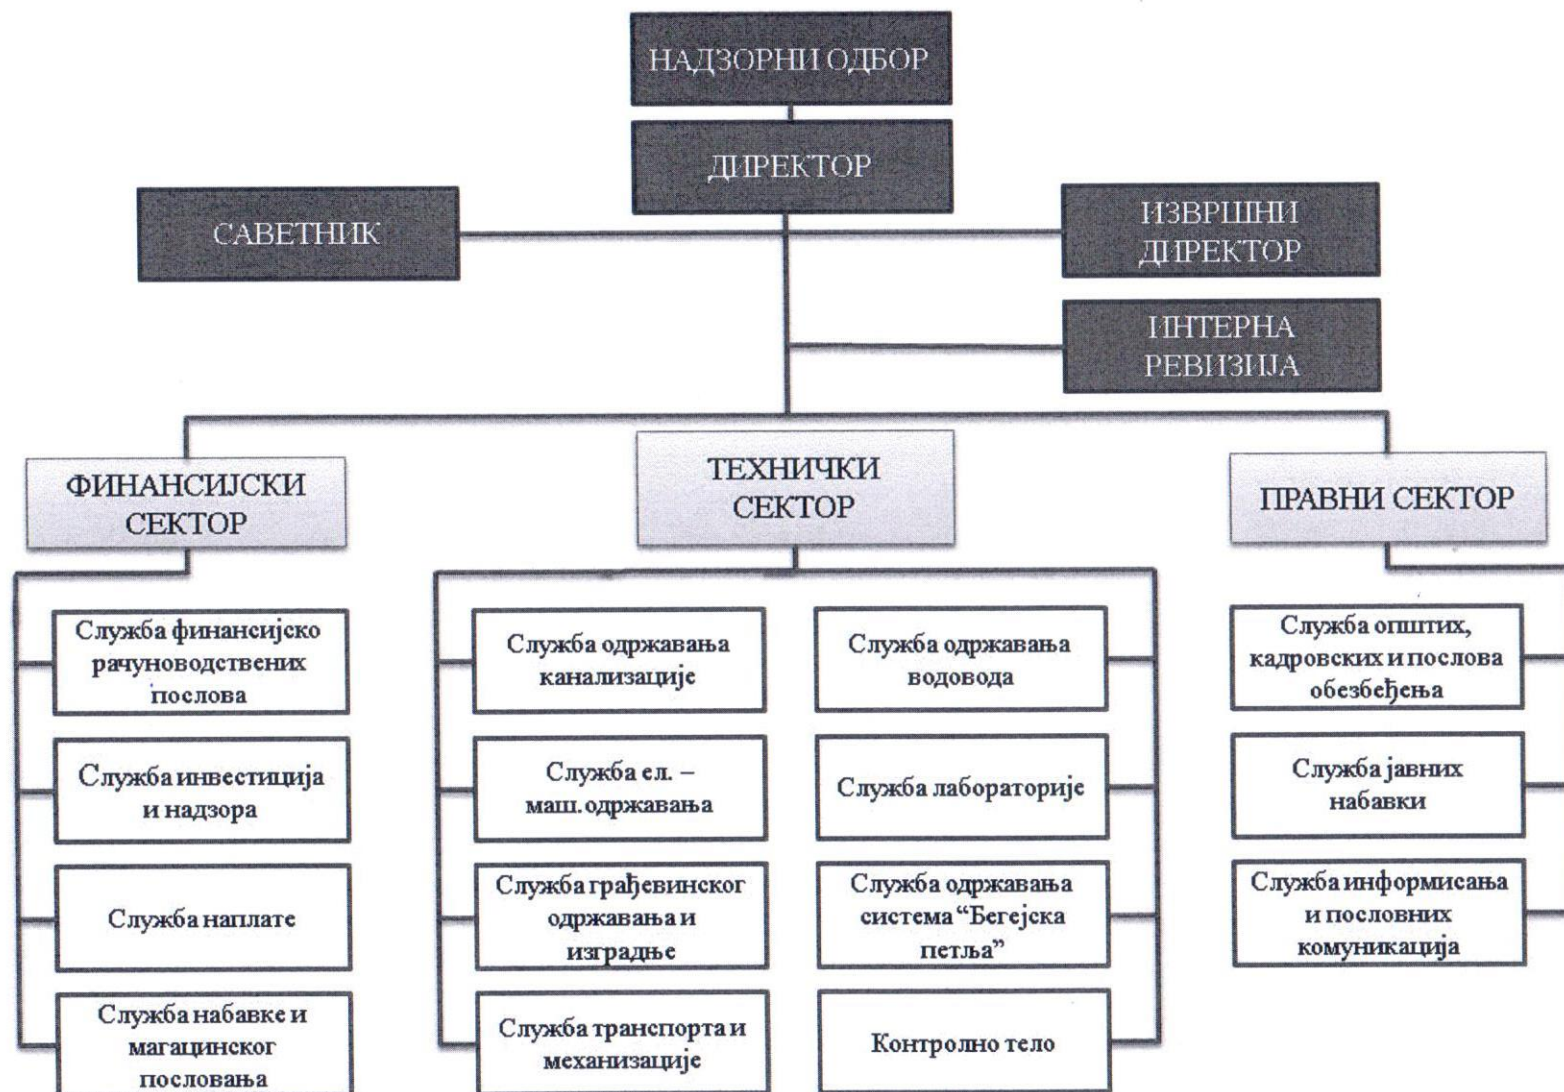 НАДЗОРНИ ОДБОР
ДИРЕКТОР
САВЕТНИК
ИЗВРШНИ
ДИРЕКТОР
ИНТЕРНА
РЕВИЗИЈА
ФИНАНСИЈСКИ
СЕКТОР
ТЕХНИЧКИ
СЕКТОР
ПРАВНИ СЕКТОР
Служба финансијско
рачуноводствених
послова
Служба инвестиција
и надзора
Служба наплате
Служба набавке и
магацинског
пословања
Служба одржавања
канализације
Служба ел. –
маш.одржавања
Служба грађевинског
одржавања и
изградње
Служба транспорта и
механизације
Служба одржавања
водовода
Служба лабораторије
Служба одржавања
система “Бегејска
петља”
Контролно тело
Служба општих,
кадровских и послова
обезбеђења
Служба јавних
набавки
Служба информисања
и пословних
комуникација